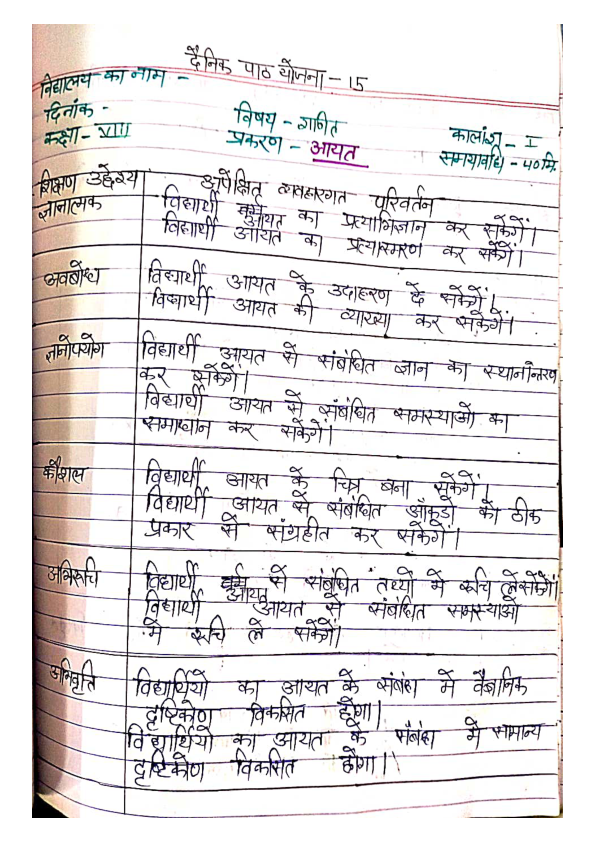 दैनिक पाठ योजना - 15
विद्यालय का नाम -
दिनांक -
विषय - गणित
कालांश - I
कक्षा - VIII
प्रकरण - आयत
समयावधि - 40मि.
शिक्षण उद्देश्य
अपेक्षित व्यवहारगत परिवर्तन
ज्ञानात्मक
विद्यार्थी आयत का प्रत्याभिज्ञान कर सकेगें।
विद्यार्थी आयत का प्रत्यास्मरण कर सकेगें।
अवबोध
विद्यार्थी आयत के उदाहरण दे सकेगें।
विद्यार्थी आयत की व्याख्या कर सकेगें।
ज्ञानोपयोग
विद्यार्थी आयत से संबंधित ज्ञान का स्थानांन्तरण
कर सकेगें।
विद्यार्थी आयत से संबंधित समस्याओं का
समाधान कर सकेगें।
कौशल
विद्यार्थी आयत के चित्र बना सकेगें।
विद्यार्थी आयत से संबंधित आँकडो को ठीक
प्रकार से संग्रहीत कर सकेगें।
अभिरूचि
विद्यार्थी आयत से संबंधित तथ्यों में रूचि ले सकेगें।
विद्यार्थी आयत से संबंधित समस्याओं
में रूचि ले सकेगें।
अभिवृत्ति
विद्यार्थियों का आयत के संबंध में वैज्ञानिक
दृष्टिकोण विकसित होगा।
विद्यार्थियो का आयत के संबंध में सामान्य
दृष्टिकोण विकसित होगा।